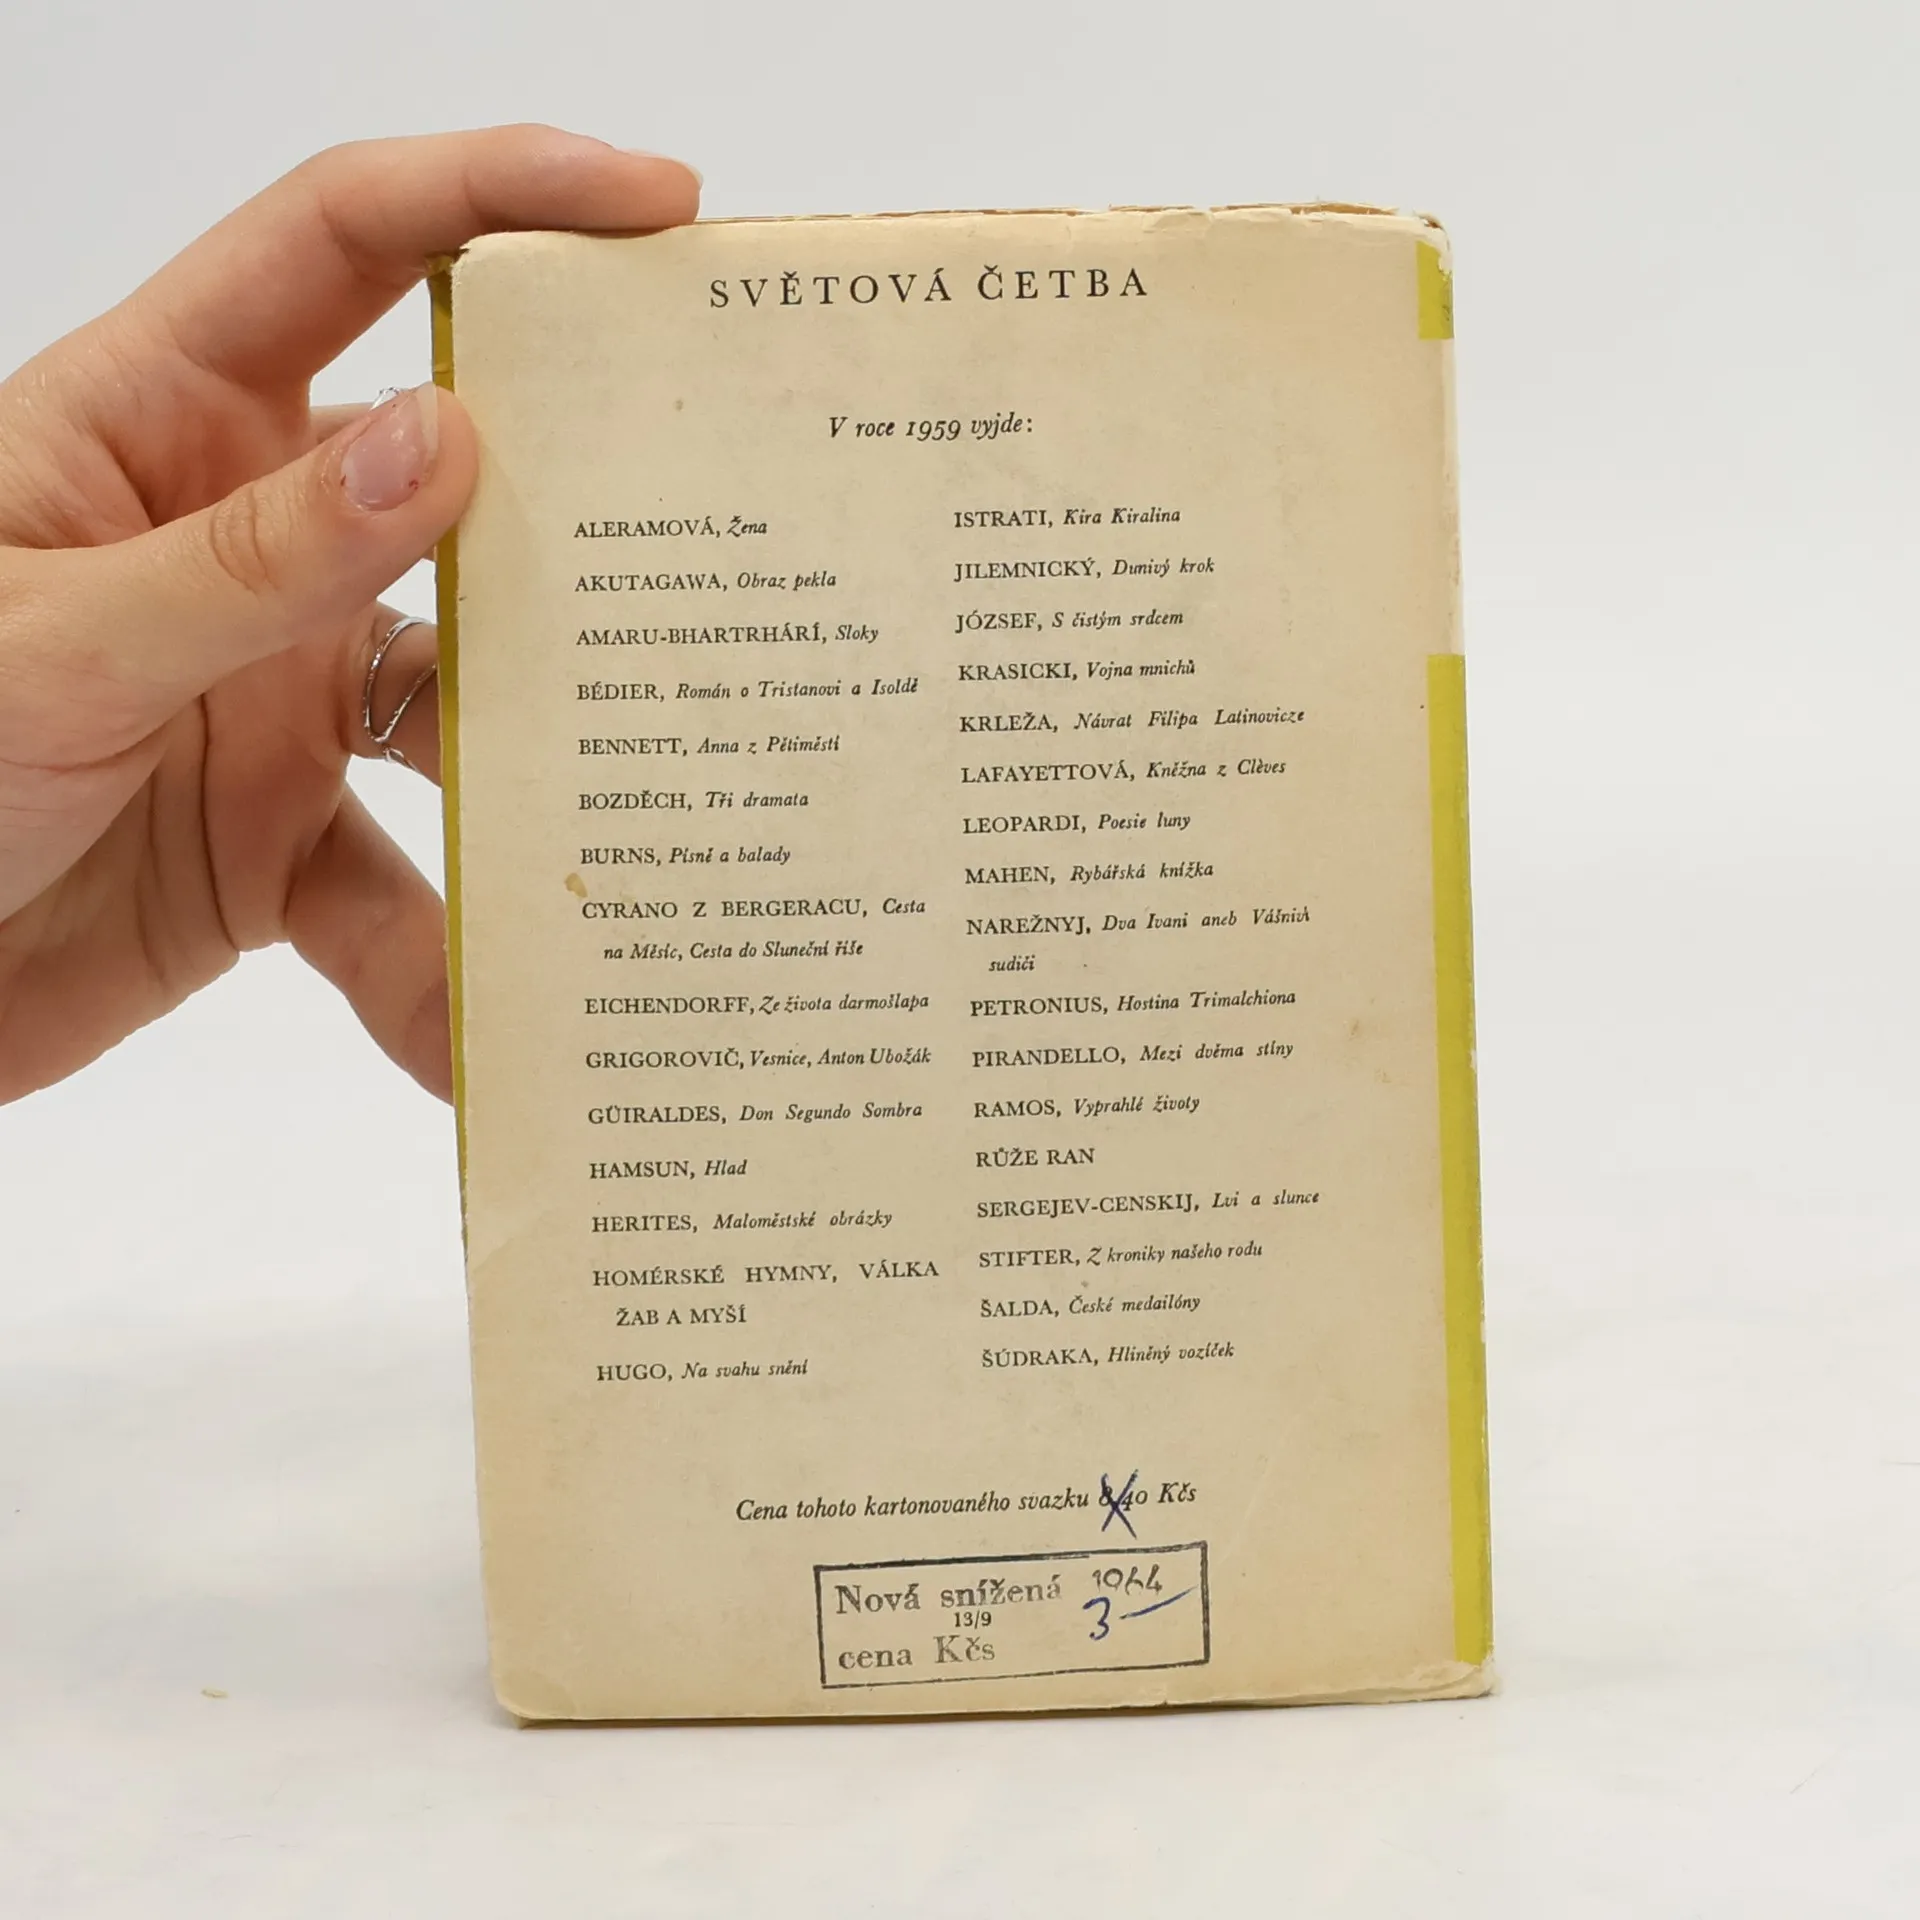 SVĚTOVÁ ČETBA
V roce 1959 vyjde:
ALERAMOVÁ, Žena
AKUTAGAWA, Obraz pekla
AMARU-BHARTRHÁRÍ, Sloky
BÉDIER, Román o Tristanovi a Isoldě
BENNETT, Anna z Pětiměstí
BOZDĚCH, Tři dramata
BURNS, Písně a balady
CYRANO Z BERGERACU, Cesta
na Měsíc, Cesta do Sluneční říše
EICHENDORFF, Ze života darmošlapa
GRIGOROVIČ, Vesnice, Anton Ubožák
GÜIRALDES, Don Segundo Sombra
HAMSUN, Hlad
HERITES, Maloměstské obrázky
HOMÉRSKÉ HYMNY, VÁLKA
ŽAB A MYŠÍ
HUGO, Na svahu snění
ISTRATI, Kira Kiralina
JILEMNICKÝ, Dunivý krok
JÓZSEF, S čistým srdcem
KRASICKI, Vojna mnichů
KRLEŽA, Návrat Filipa Latinovicze
LAFAYETTOVÁ, Kněžna z Clèves
LEOPARDI, Poesie luny
MAHEN, Rybářská knížka
NAREŽNYJ, Dva Ivani aneb Vášniví
sudiči
PETRONIUS, Hostina Trimalchiona
PIRANDELLO, Mezi dvěma stíny
RAMOS, Vyprahlé životy
RŮŽE RAN
SERGEJEV-CENSKIJ, Lvi a slunce
STIFTER, Z kroniky našeho rodu
ŠALDA, České medailóny
ŠÚDRAKA, Hliněný vozíček
Cena tohoto kartonovaného svazku 8,40 Kčs
Nová snížená
13/9
cena Kčs
3—